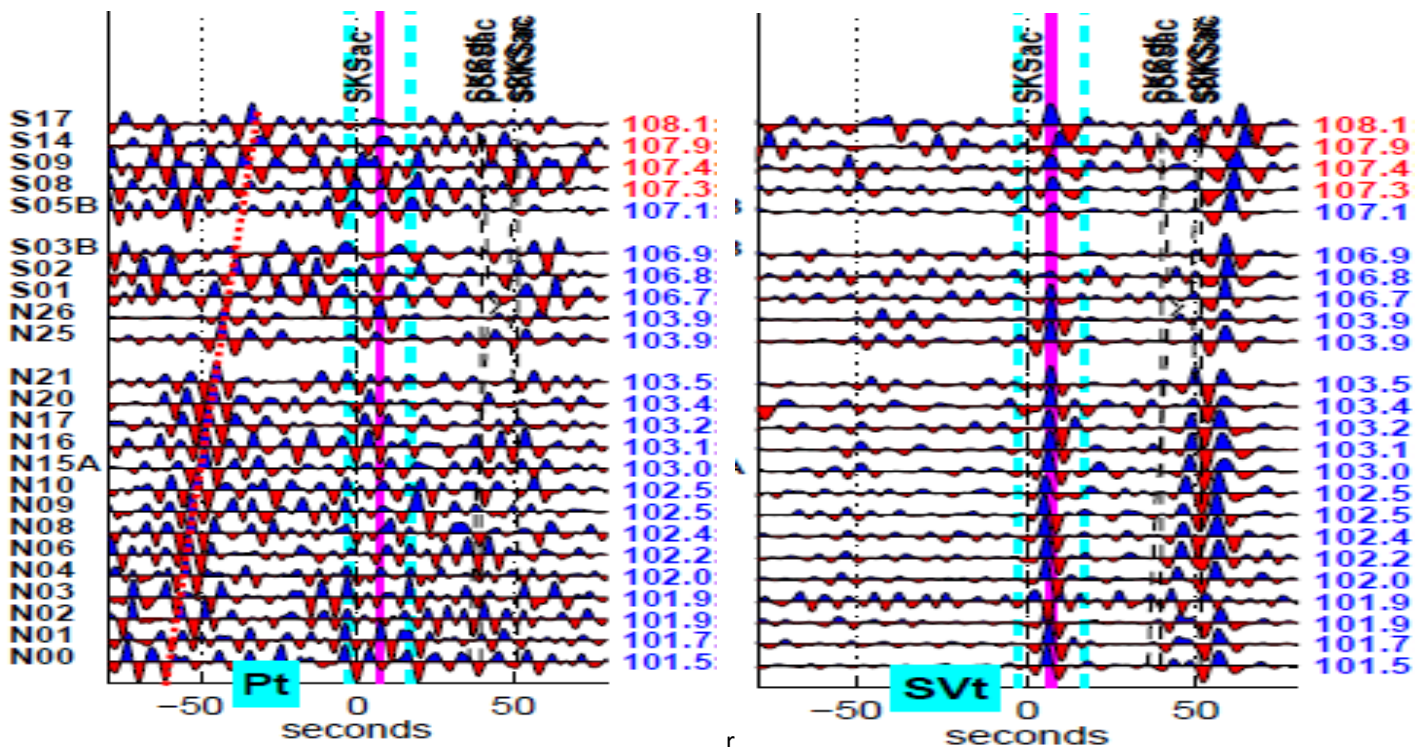 SKSac
SKSac
S17 108.1 108.1
S14 107.9 107.9
S09 107.4 107.4
S08 107.3 107.3
S05B 107.1 107.1
S03B 106.9 106.9
S02 106.8 106.8
S01 106.7 106.7
N26 103.9 103.9
N25 103.9 103.9
N21 103.5 103.5
N20 103.4 103.4
N17 103.2 103.2
N16 103.1 103.1
N15A 103.0 103.0
N10 102.5 102.5
N09 102.5 102.5
N08 102.4 102.4
N06 102.2 102.2
N04 102.0 102.0
N03 101.9 101.9
N02 101.9 101.9
N01 101.7 101.7
N00 101.5 101.5
Pt SVt
−50 0 50 −50 0 50
seconds r seconds